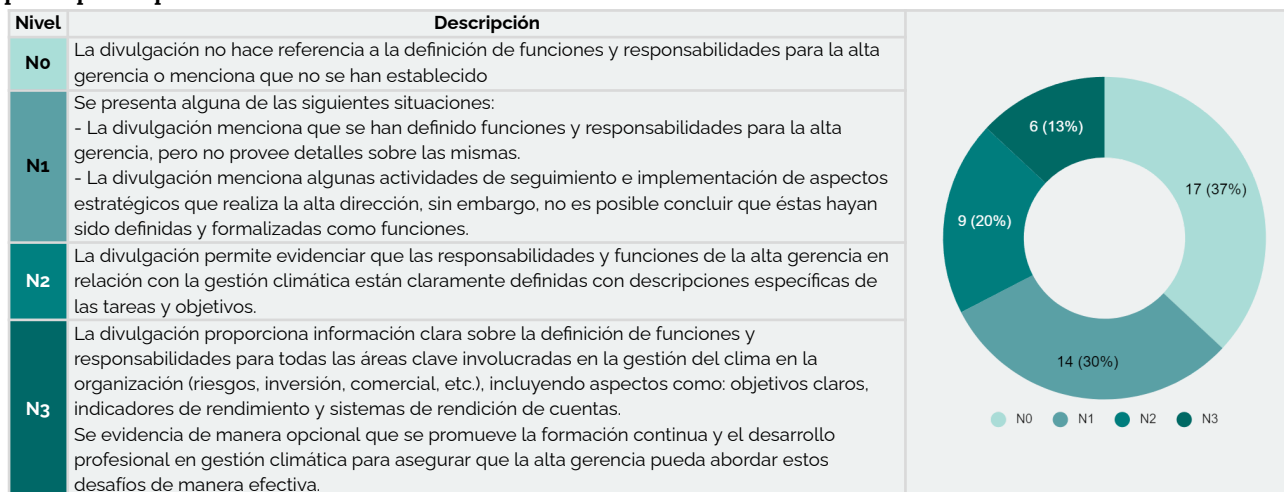 Nivel Descripción
N0 La divulgación no hace referencia a la definición de funciones y responsabilidades para la alta
gerencia o menciona que no se han establecido
Se presenta alguna de las siguientes situaciones:
- La divulgación menciona que se han definido funciones y responsabilidades para la alta
gerencia, pero no provee detalles sobre las mismas.
N1
- La divulgación menciona algunas actividades de seguimiento e implementación de aspectos
estratégicos que realiza la alta dirección, sin embargo, no es posible concluir que éstas hayan
sido definidas y formalizadas como funciones.
La divulgación permite evidenciar que las responsabilidades y funciones de la alta gerencia en
N2 relación con la gestión climática están claramente definidas con descripciones específicas de
las tareas y objetivos.
La divulgación proporciona información clara sobre la definición de funciones y
responsabilidades para todas las áreas clave involucradas en la gestión del clima en la
organización (riesgos, inversión, comercial, etc.), incluyendo aspectos como: objetivos claros,
N3 indicadores de rendimiento y sistemas de rendición de cuentas.
Se evidencia de manera opcional que se promueve la formación continua y el desarrollo
profesional en gestión climática para asegurar que la alta gerencia pueda abordar estos
desafíos de manera efectiva.
6 (13%)
17 (37%)
9 (20%)
14 (30%)
N0 N1 N2 N3